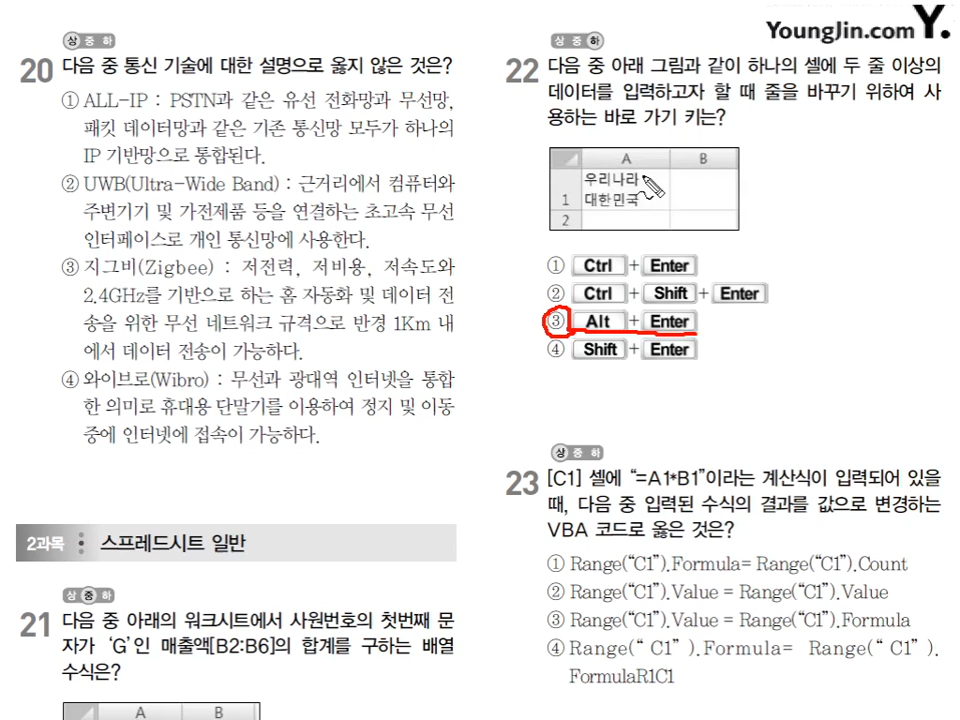 YoungJin.com Y.
상 중 하
20 다음 중 통신 기술에 대한 설명으로 옳지 않은 것은?
① ALL-IP : PSTN과 같은 유선 전화망과 무선망,
패킷 데이터망과 같은 기존 통신망 모두가 하나의
IP 기반망으로 통합된다.
② UWB(Ultra-Wide Band) : 근거리에서 컴퓨터와
주변기기 및 가전제품 등을 연결하는 초고속 무선
인터페이스로 개인 통신망에 사용한다.
③ 지그비(Zigbee) : 저전력, 저비용, 저속도와
2.4GHz를 기반으로 하는 홈 자동화 및 데이터 전
송을 위한 무선 네트워크 규격으로 반경 1Km 내
에서 데이터 전송이 가능하다.
④ 와이브로(Wibro) : 무선과 광대역 인터넷을 통합
한 의미로 휴대용 단말기를 이용하여 정지 및 이동
중에 인터넷에 접속이 가능하다.
2과목 스프레드시트 일반
상 중 하
21 다음 중 아래의 워크시트에서 사원번호의 첫번째 문
자가 ‘G’인 매출액[B2:B6]의 합계를 구하는 배열
수식은?
A B
상 중 하
22 다음 중 아래 그림과 같이 하나의 셀에 두 줄 이상의
데이터를 입력하고자 할 때 줄을 바꾸기 위하여 사
용하는 바로 가기 키는?
A B
우리나라
1 대한민국
2
① Ctrl + Enter
② Ctrl + Shift + Enter
③ Alt + Enter
④ Shift + Enter
상 중 하
23 [C1] 셀에 “=A1*B1”이라는 계산식이 입력되어 있을
때, 다음 중 입력된 수식의 결과를 값으로 변경하는
VBA 코드로 옳은 것은?
① Range(“C1”).Formula= Range(“C1”).Count
② Range(“C1”).Value = Range(“C1”).Value
③ Range(“C1”).Value = Range(“C1”).Formula
④ Range(“ C1” ).Formula= Range(“ C1” ).
FormulaR1C1